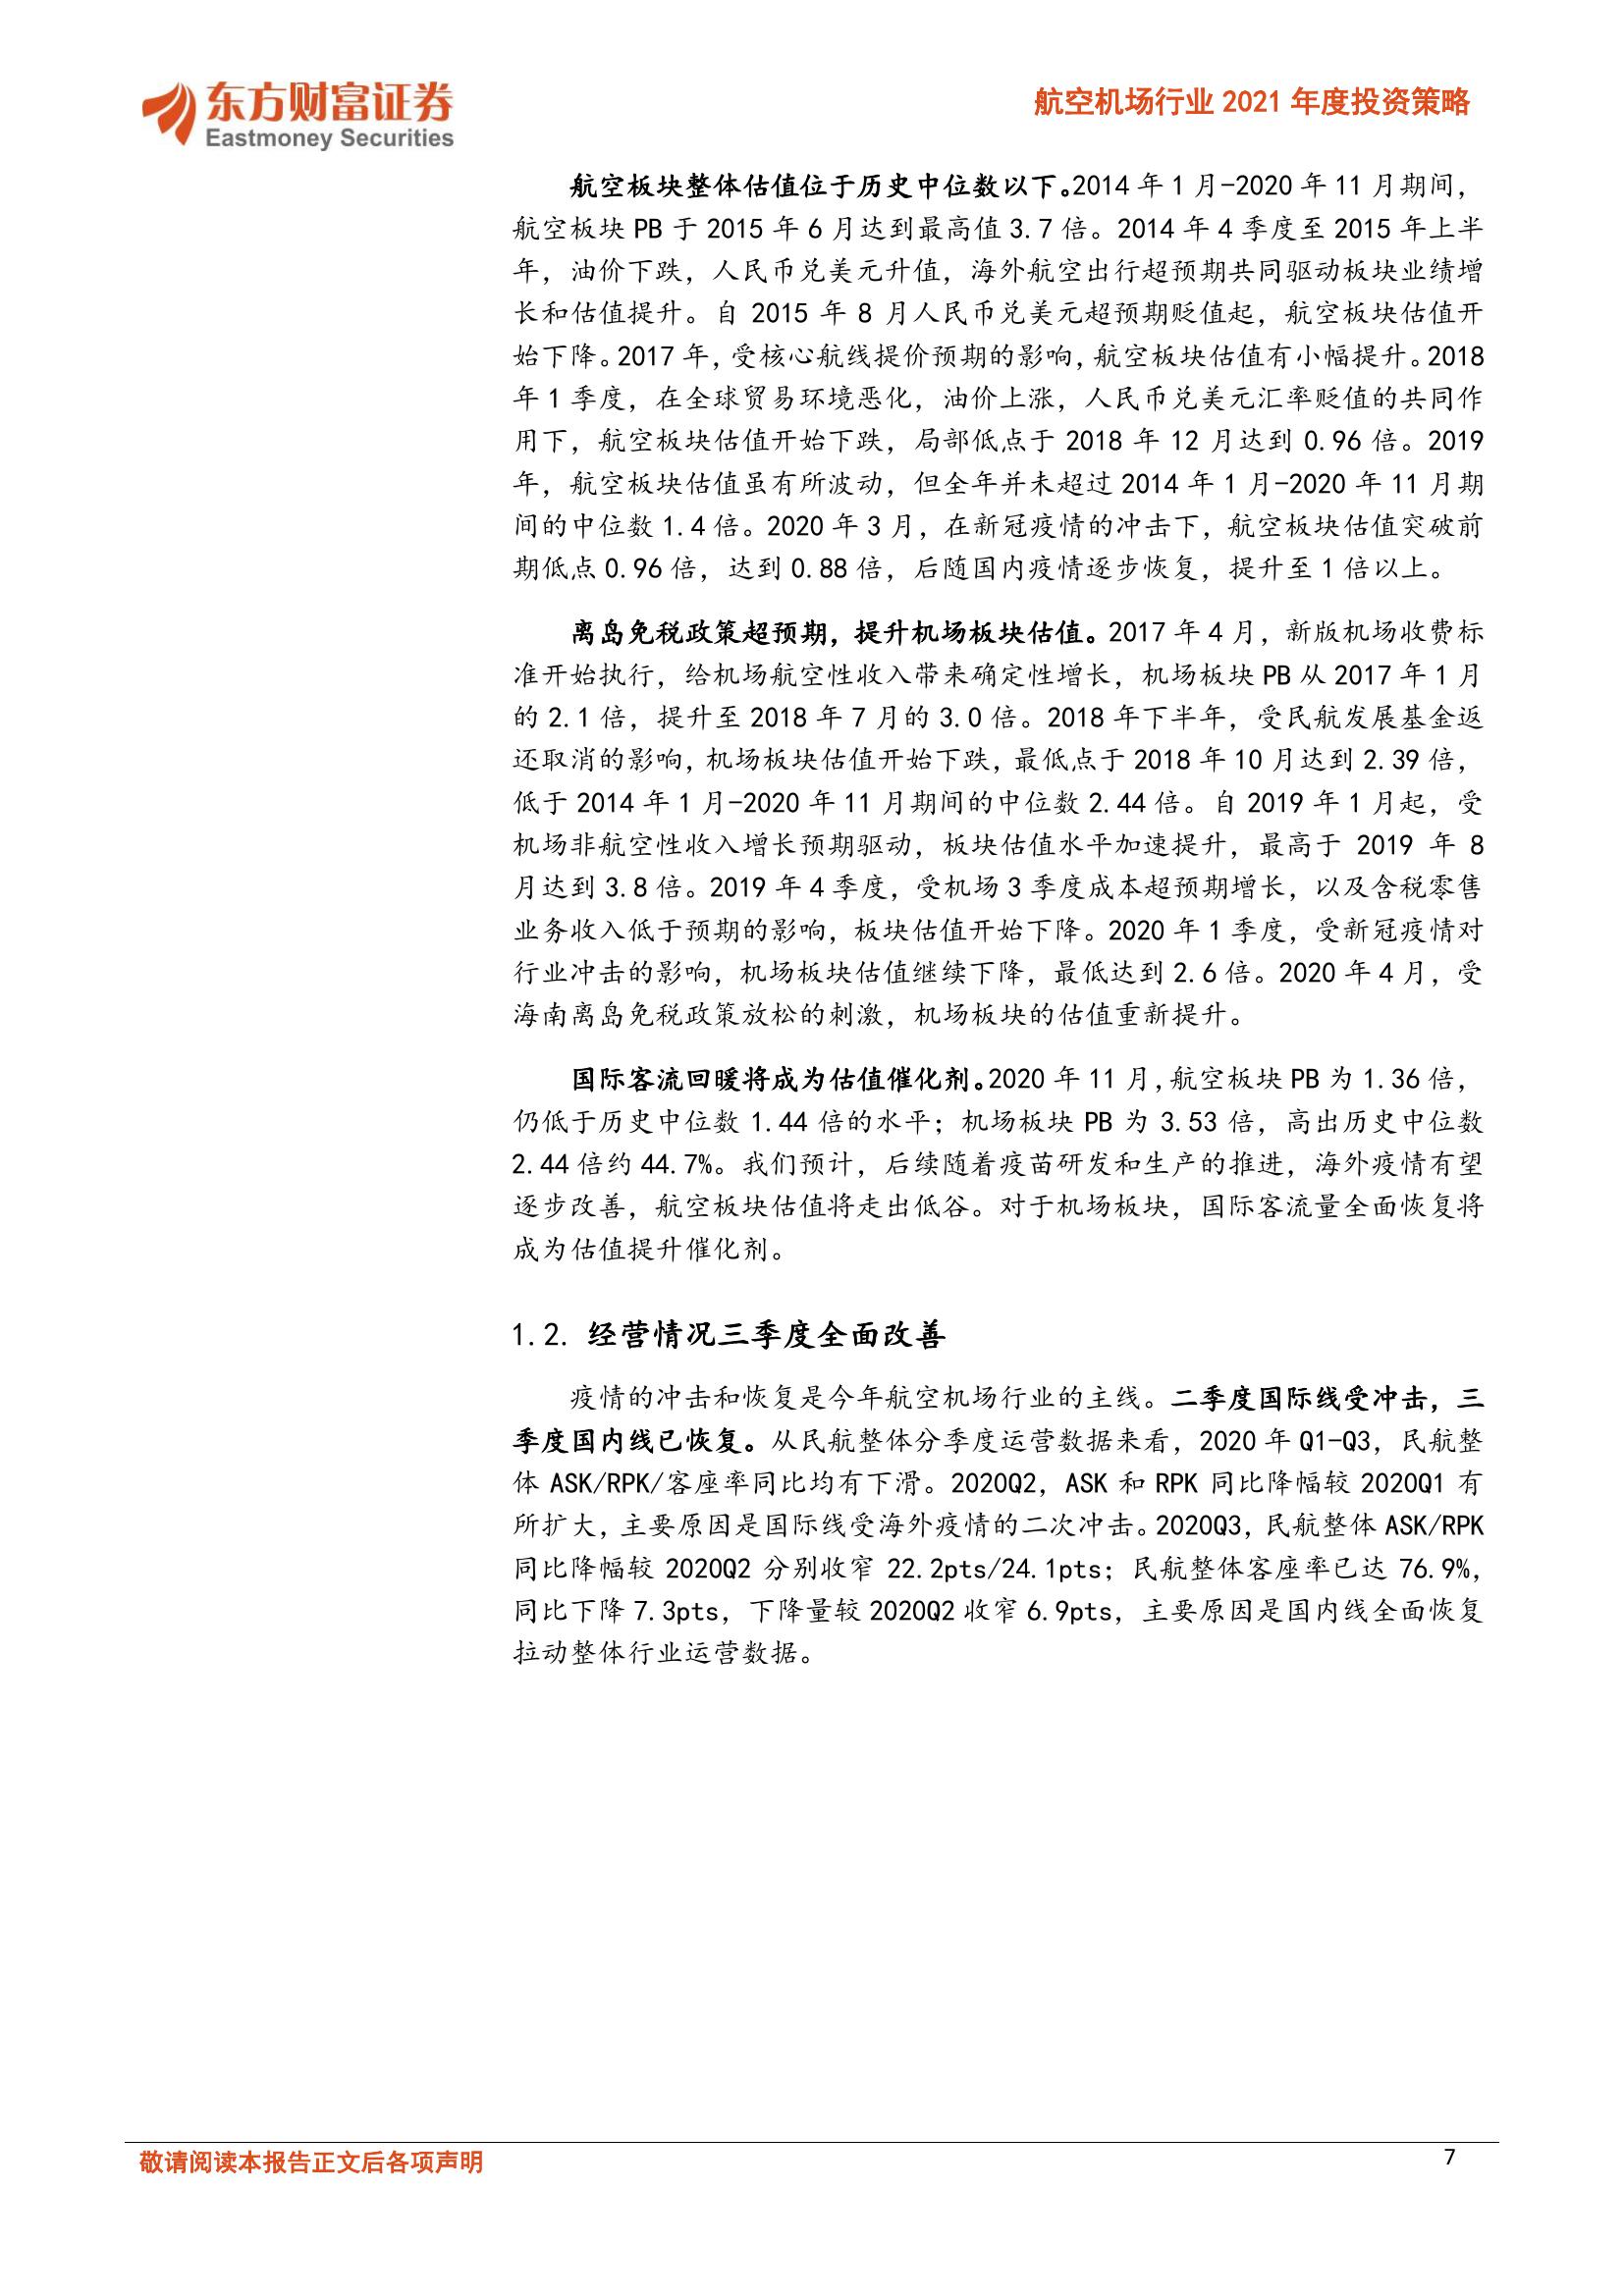 东方财富证券
Eastmoney Securities
航空机场行业 2021 年度投资策略
航空板块整体估值位于历史中位数以下。2014 年 1 月-2020 年 11 月期间，
航空板块 PB 于 2015 年 6 月达到最高值 3.7 倍。2014 年 4 季度至 2015 年上半
年，油价下跌，人民币兑美元升值，海外航空出行超预期共同驱动板块业绩增
长和估值提升。自 2015 年 8 月人民币兑美元超预期贬值起，航空板块估值开
始下降。2017 年，受核心航线提价预期的影响，航空板块估值有小幅提升。2018
年 1 季度，在全球贸易环境恶化，油价上涨，人民币兑美元汇率贬值的共同作
用下，航空板块估值开始下跌，局部低点于 2018 年 12 月达到 0.96 倍。2019
年，航空板块估值虽有所波动，但全年并未超过 2014 年 1 月-2020 年 11 月期
间的中位数 1.4 倍。2020 年 3 月，在新冠疫情的冲击下，航空板块估值突破前
期低点 0.96 倍，达到 0.88 倍，后随国内疫情逐步恢复，提升至 1 倍以上。
离岛免税政策超预期，提升机场板块估值。2017 年 4 月，新版机场收费标
准开始执行，给机场航空性收入带来确定性增长，机场板块 PB 从 2017 年 1 月
的 2.1 倍，提升至 2018 年 7 月的 3.0 倍。2018 年下半年，受民航发展基金返
还取消的影响，机场板块估值开始下跌，最低点于 2018 年 10 月达到 2.39 倍，
低于 2014 年 1 月-2020 年 11 月期间的中位数 2.44 倍。自 2019 年 1 月起，受
机场非航空性收入增长预期驱动，板块估值水平加速提升，最高于 2019 年 8
月达到 3.8 倍。2019 年 4 季度，受机场 3 季度成本超预期增长，以及含税零售
业务收入低于预期的影响，板块估值开始下降。2020 年 1 季度，受新冠疫情对
行业冲击的影响，机场板块估值继续下降，最低达到 2.6 倍。2020 年 4 月，受
海南离岛免税政策放松的刺激，机场板块的估值重新提升。
国际客流回暖将成为估值催化剂。2020 年 11 月，航空板块 PB 为 1.36 倍，
仍低于历史中位数 1.44 倍的水平；机场板块 PB 为 3.53 倍，高出历史中位数
2.44 倍约 44.7%。我们预计，后续随着疫苗研发和生产的推进，海外疫情有望
逐步改善，航空板块估值将走出低谷。对于机场板块，国际客流量全面恢复将
成为估值提升催化剂。
1.2. 经营情况三季度全面改善
疫情的冲击和恢复是今年航空机场行业的主线。二季度国际线受冲击，三
季度国内线已恢复。从民航整体分季度运营数据来看，2020 年 Q1-Q3，民航整
体 ASK/RPK/客座率同比均有下滑。2020Q2，ASK 和 RPK 同比降幅较 2020Q1 有
所扩大，主要原因是国际线受海外疫情的二次冲击。2020Q3，民航整体 ASK/RPK
同比降幅较 2020Q2 分别收窄 22.2pts/24.1pts；民航整体客座率已达 76.9%，
同比下降 7.3pts，下降量较 2020Q2 收窄 6.9pts，主要原因是国内线全面恢复
拉动整体行业运营数据。
敬请阅读本报告正文后各项声明
7